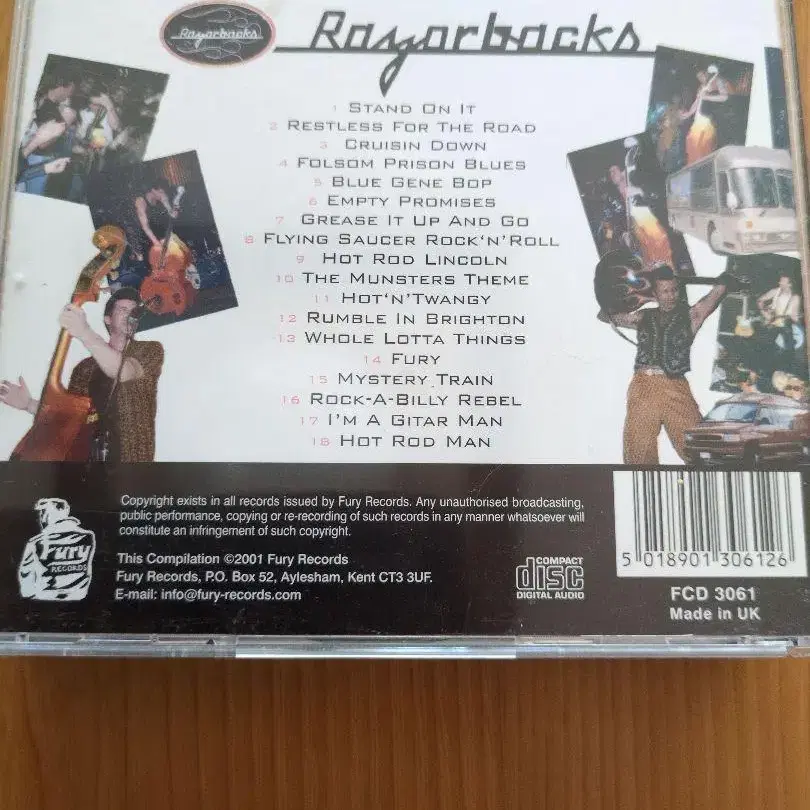 Razorbacks
Razorbacks
1 STAND ON IT
2 RESTLESS FOR THE ROAD
3 CRUISIN DOWN
4 FOLSOM PRISON BLUES
5 BLUE GENE BOP
6 EMPTY PROMISES
7 GREASE IT UP AND GO
8 FLYING SAUCER ROCK'N'ROLL
9 HOT ROD LINCOLN
10 THE MUNSTERS THEME
11 HOT'N'TWANGY
12 RUMBLE IN BRIGHTON
13 WHOLE LOTTA THINGS
14 FURY
15 MYSTERY TRAIN
16 ROCK-A-BILLY REBEL
17 I'M A GITAR MAN
18 HOT ROD MAN
Copyright exists in all records issued by Fury Records. Any unauthorised broadcasting,
public performance, copying or re-recording of such records in any manner whatsoever will
constitute an infringement of such copyright.
Fury
RECORDS
This Compilation ©2001 Fury Records
Fury Records, P.O. Box 52, Aylesham, Kent CT3 3UF.
E-mail: info@fury-records.com
COMPACT
disc
DIGITAL AUDIO
5 018901 306126
FCD 3061
Made in UK